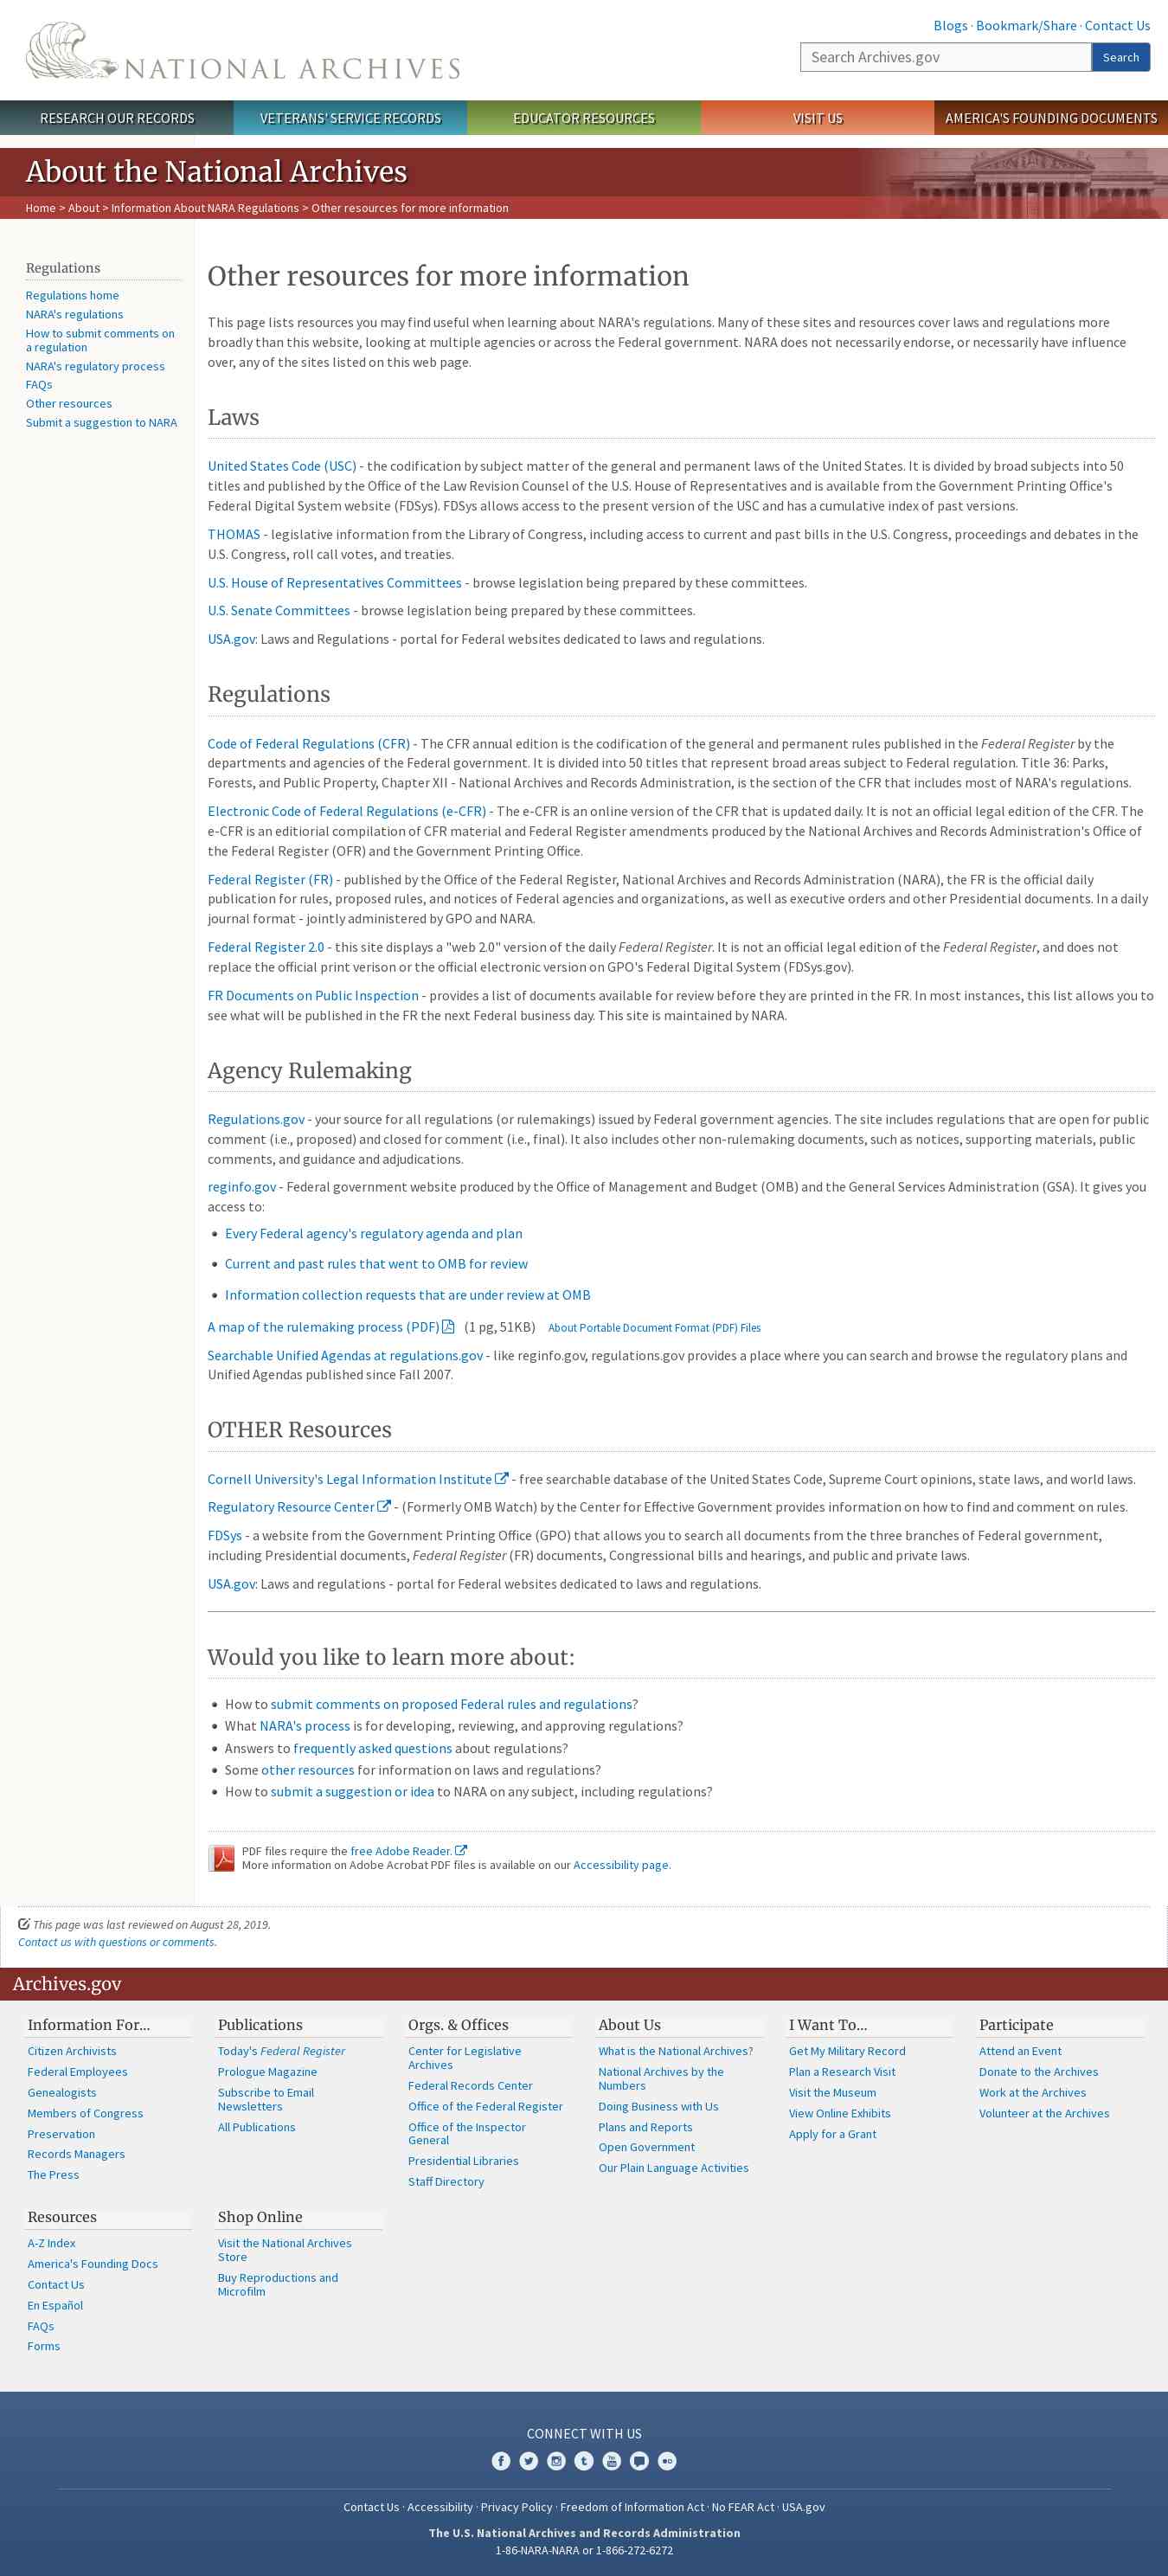 NATIONAL ARCHIVES
Blogs · Bookmark/Share · Contact Us
Search Archives.gov
Search
RESEARCH OUR RECORDS
VETERANS' SERVICE RECORDS
EDUCATOR RESOURCES
VISIT US
AMERICA'S FOUNDING DOCUMENTS
About the National Archives
Home > About > Information About NARA Regulations > Other resources for more information
Regulations
Regulations home
NARA's regulations
How to submit comments on
a regulation
NARA's regulatory process
FAQs
Other resources
Submit a suggestion to NARA
Other resources for more information
This page lists resources you may find useful when learning about NARA's regulations. Many of these sites and resources cover laws and regulations more
broadly than this website, looking at multiple agencies or across the Federal government. NARA does not necessarily endorse, or necessarily have influence
over, any of the sites listed on this web page.
Laws
United States Code (USC) - the codification by subject matter of the general and permanent laws of the United States. It is divided by broad subjects into 50
titles and published by the Office of the Law Revision Counsel of the U.S. House of Representatives and is available from the Government Printing Office's
Federal Digital System website (FDSys). FDSys allows access to the present version of the USC and has a cumulative index of past versions.
THOMAS - legislative information from the Library of Congress, including access to current and past bills in the U.S. Congress, proceedings and debates in the
U.S. Congress, roll call votes, and treaties.
U.S. House of Representatives Committees - browse legislation being prepared by these committees.
U.S. Senate Committees - browse legislation being prepared by these committees.
USA.gov: Laws and Regulations - portal for Federal websites dedicated to laws and regulations.
Regulations
Code of Federal Regulations (CFR) - The CFR annual edition is the codification of the general and permanent rules published in the Federal Register by the
departments and agencies of the Federal government. It is divided into 50 titles that represent broad areas subject to Federal regulation. Title 36: Parks,
Forests, and Public Property, Chapter XII - National Archives and Records Administration, is the section of the CFR that includes most of NARA's regulations.
Electronic Code of Federal Regulations (e-CFR) - The e-CFR is an online version of the CFR that is updated daily. It is not an official legal edition of the CFR. The
e-CFR is an editiorial compilation of CFR material and Federal Register amendments produced by the National Archives and Records Administration's Office of
the Federal Register (OFR) and the Government Printing Office.
Federal Register (FR) - published by the Office of the Federal Register, National Archives and Records Administration (NARA), the FR is the official daily
publication for rules, proposed rules, and notices of Federal agencies and organizations, as well as executive orders and other Presidential documents. In a daily
journal format - jointly administered by GPO and NARA.
Federal Register 2.0 - this site displays a "web 2.0" version of the daily Federal Register. It is not an official legal edition of the Federal Register, and does not
replace the official print verison or the official electronic version on GPO's Federal Digital System (FDSys.gov).
FR Documents on Public Inspection - provides a list of documents available for review before they are printed in the FR. In most instances, this list allows you to
see what will be published in the FR the next Federal business day. This site is maintained by NARA.
Agency Rulemaking
Regulations.gov - your source for all regulations (or rulemakings) issued by Federal government agencies. The site includes regulations that are open for public
comment (i.e., proposed) and closed for comment (i.e., final). It also includes other non-rulemaking documents, such as notices, supporting materials, public
comments, and guidance and adjudications.
reginfo.gov - Federal government website produced by the Office of Management and Budget (OMB) and the General Services Administration (GSA). It gives you
access to:
Every Federal agency's regulatory agenda and plan
Current and past rules that went to OMB for review
Information collection requests that are under review at OMB
A map of the rulemaking process (PDF) (1 pg, 51KB) About Portable Document Format (PDF) Files
Searchable Unified Agendas at regulations.gov - like reginfo.gov, regulations.gov provides a place where you can search and browse the regulatory plans and
Unified Agendas published since Fall 2007.
OTHER Resources
Cornell University's Legal Information Institute - free searchable database of the United States Code, Supreme Court opinions, state laws, and world laws.
Regulatory Resource Center - (Formerly OMB Watch) by the Center for Effective Government provides information on how to find and comment on rules.
FDSys - a website from the Government Printing Office (GPO) that allows you to search all documents from the three branches of Federal government,
including Presidential documents, Federal Register (FR) documents, Congressional bills and hearings, and public and private laws.
USA.gov: Laws and regulations - portal for Federal websites dedicated to laws and regulations.
Would you like to learn more about:
How to submit comments on proposed Federal rules and regulations?
What NARA's process is for developing, reviewing, and approving regulations?
Answers to frequently asked questions about regulations?
Some other resources for information on laws and regulations?
How to submit a suggestion or idea to NARA on any subject, including regulations?
PDF files require the free Adobe Reader.
More information on Adobe Acrobat PDF files is available on our Accessibility page.
This page was last reviewed on August 28, 2019.
Contact us with questions or comments.
Archives.gov
Information For…
Citizen Archivists
Federal Employees
Genealogists
Members of Congress
Preservation
Records Managers
The Press
Publications
Today's Federal Register
Prologue Magazine
Subscribe to Email
Newsletters
All Publications
Orgs. & Offices
Center for Legislative
Archives
Federal Records Center
Office of the Federal Register
Office of the Inspector
General
Presidential Libraries
Staff Directory
About Us
What is the National Archives?
National Archives by the
Numbers
Doing Business with Us
Plans and Reports
Open Government
Our Plain Language Activities
I Want To…
Get My Military Record
Plan a Research Visit
Visit the Museum
View Online Exhibits
Apply for a Grant
Participate
Attend an Event
Donate to the Archives
Work at the Archives
Volunteer at the Archives
Resources
A-Z Index
America's Founding Docs
Contact Us
En Español
FAQs
Forms
Shop Online
Visit the National Archives
Store
Buy Reproductions and
Microfilm
CONNECT WITH US
Contact Us · Accessibility · Privacy Policy · Freedom of Information Act · No FEAR Act · USA.gov
The U.S. National Archives and Records Administration
1-86-NARA-NARA or 1-866-272-6272